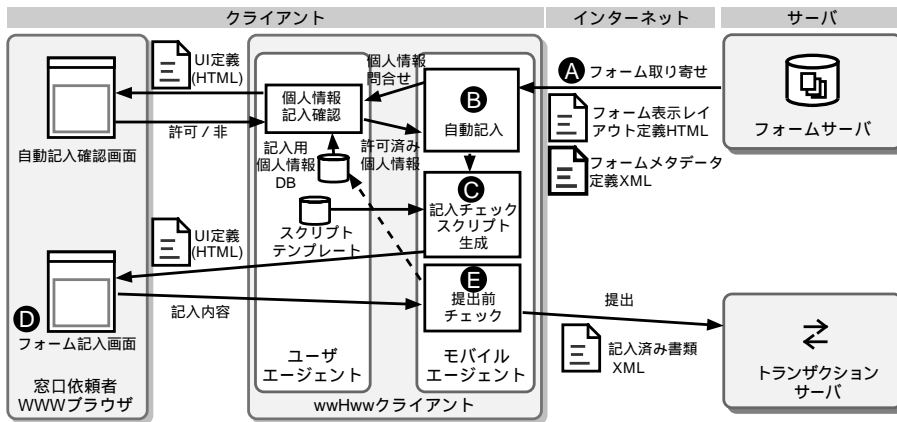 クライアント
インターネット
サーバ
UI定義
(HTML)
許可 / 非
自動記入確認画面
UI定義
(HTML)
記入内容
D
フォーム記入画面
窓口依頼者
WWWブラウザ
個人情報
問合せ
個人情報
記入確認
記入用
個人情報
DB
許可済み
個人情報
スクリプト
テンプレート
B
自動記入
C
記入チェック
スクリプト
生成
E
提出前
チェック
ユーザ
エージェント
モバイル
エージェント
wwHwwクライアント
A フォーム取り寄せ
フォーム表示レイ
アウト定義HTML
フォームメタデータ
定義XML
提出
記入済み書類
XML
フォームサーバ
トランザクション
サーバ